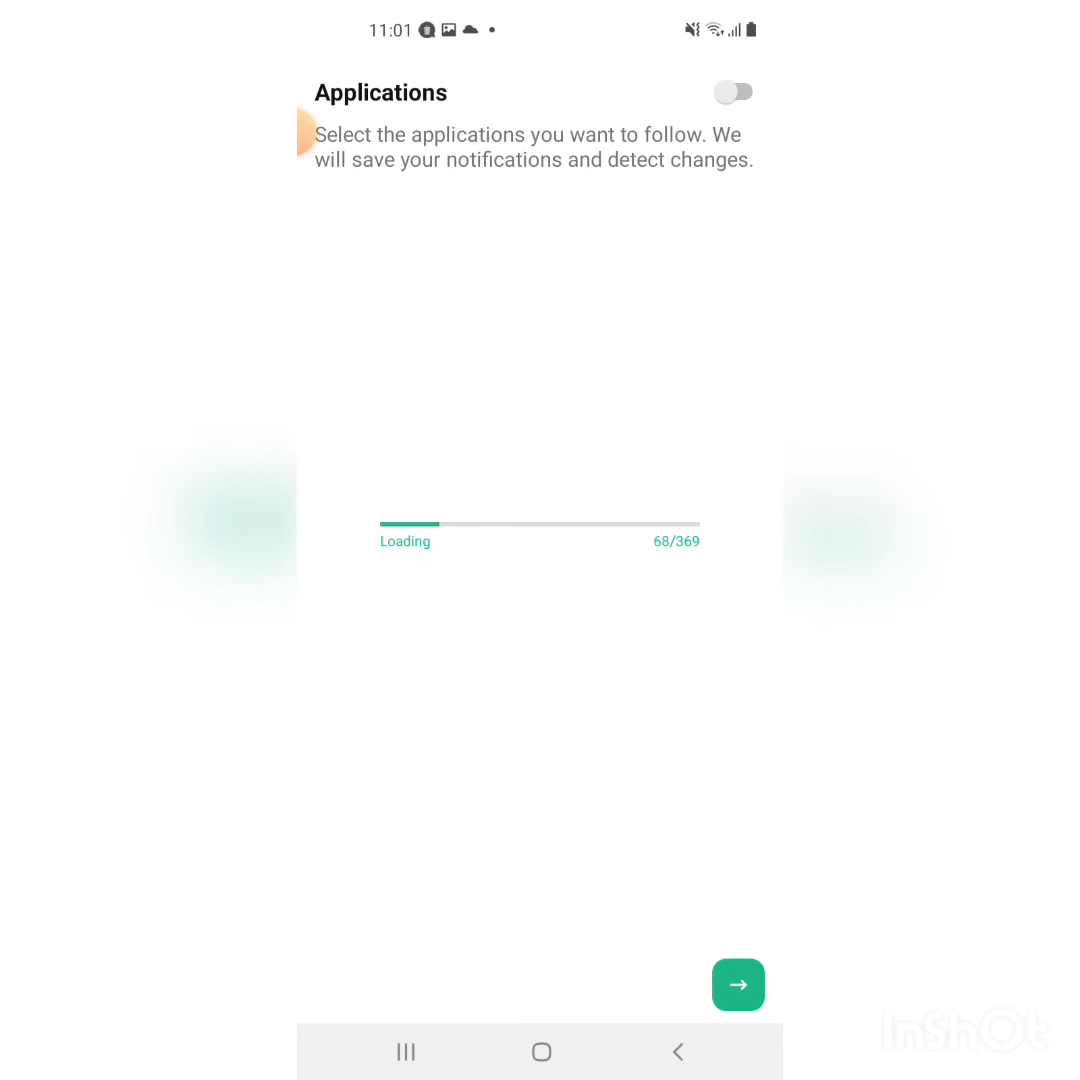 11:01
Applications
Select the applications you want to follow. We
will save your notifications and detect changes.
Loading 68/369
InShOt